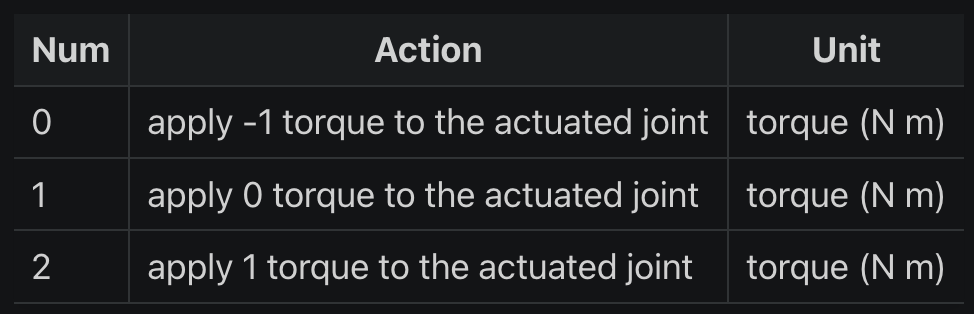 Num Action Unit
0 apply -1 torque to the actuated joint torque (N m)
1 apply 0 torque to the actuated joint torque (N m)
2 apply 1 torque to the actuated joint torque (N m)